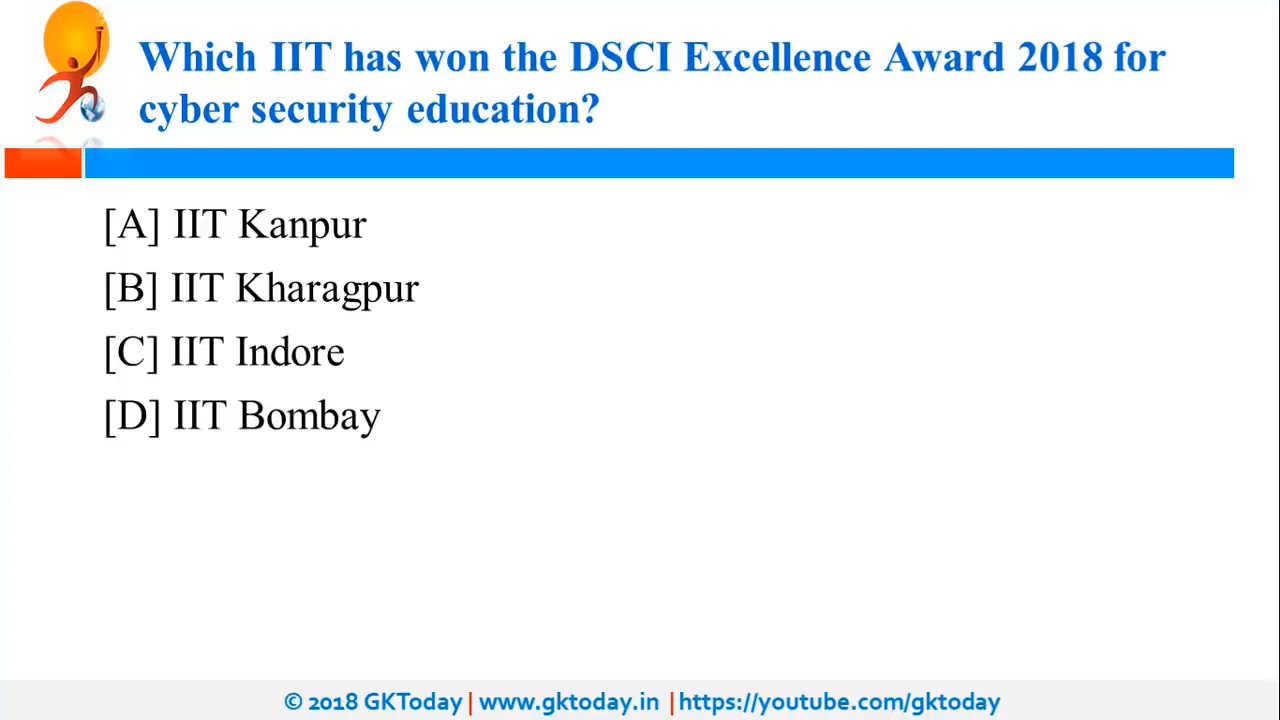 Which IIT has won the DSCI Excellence Award 2018 for
cyber security education?
[A] IIT Kanpur
[B] IIT Kharagpur
[C] IIT Indore
[D] IIT Bombay
© 2018 GKToday | www.gktoday.in | https://youtube.com/gktoday